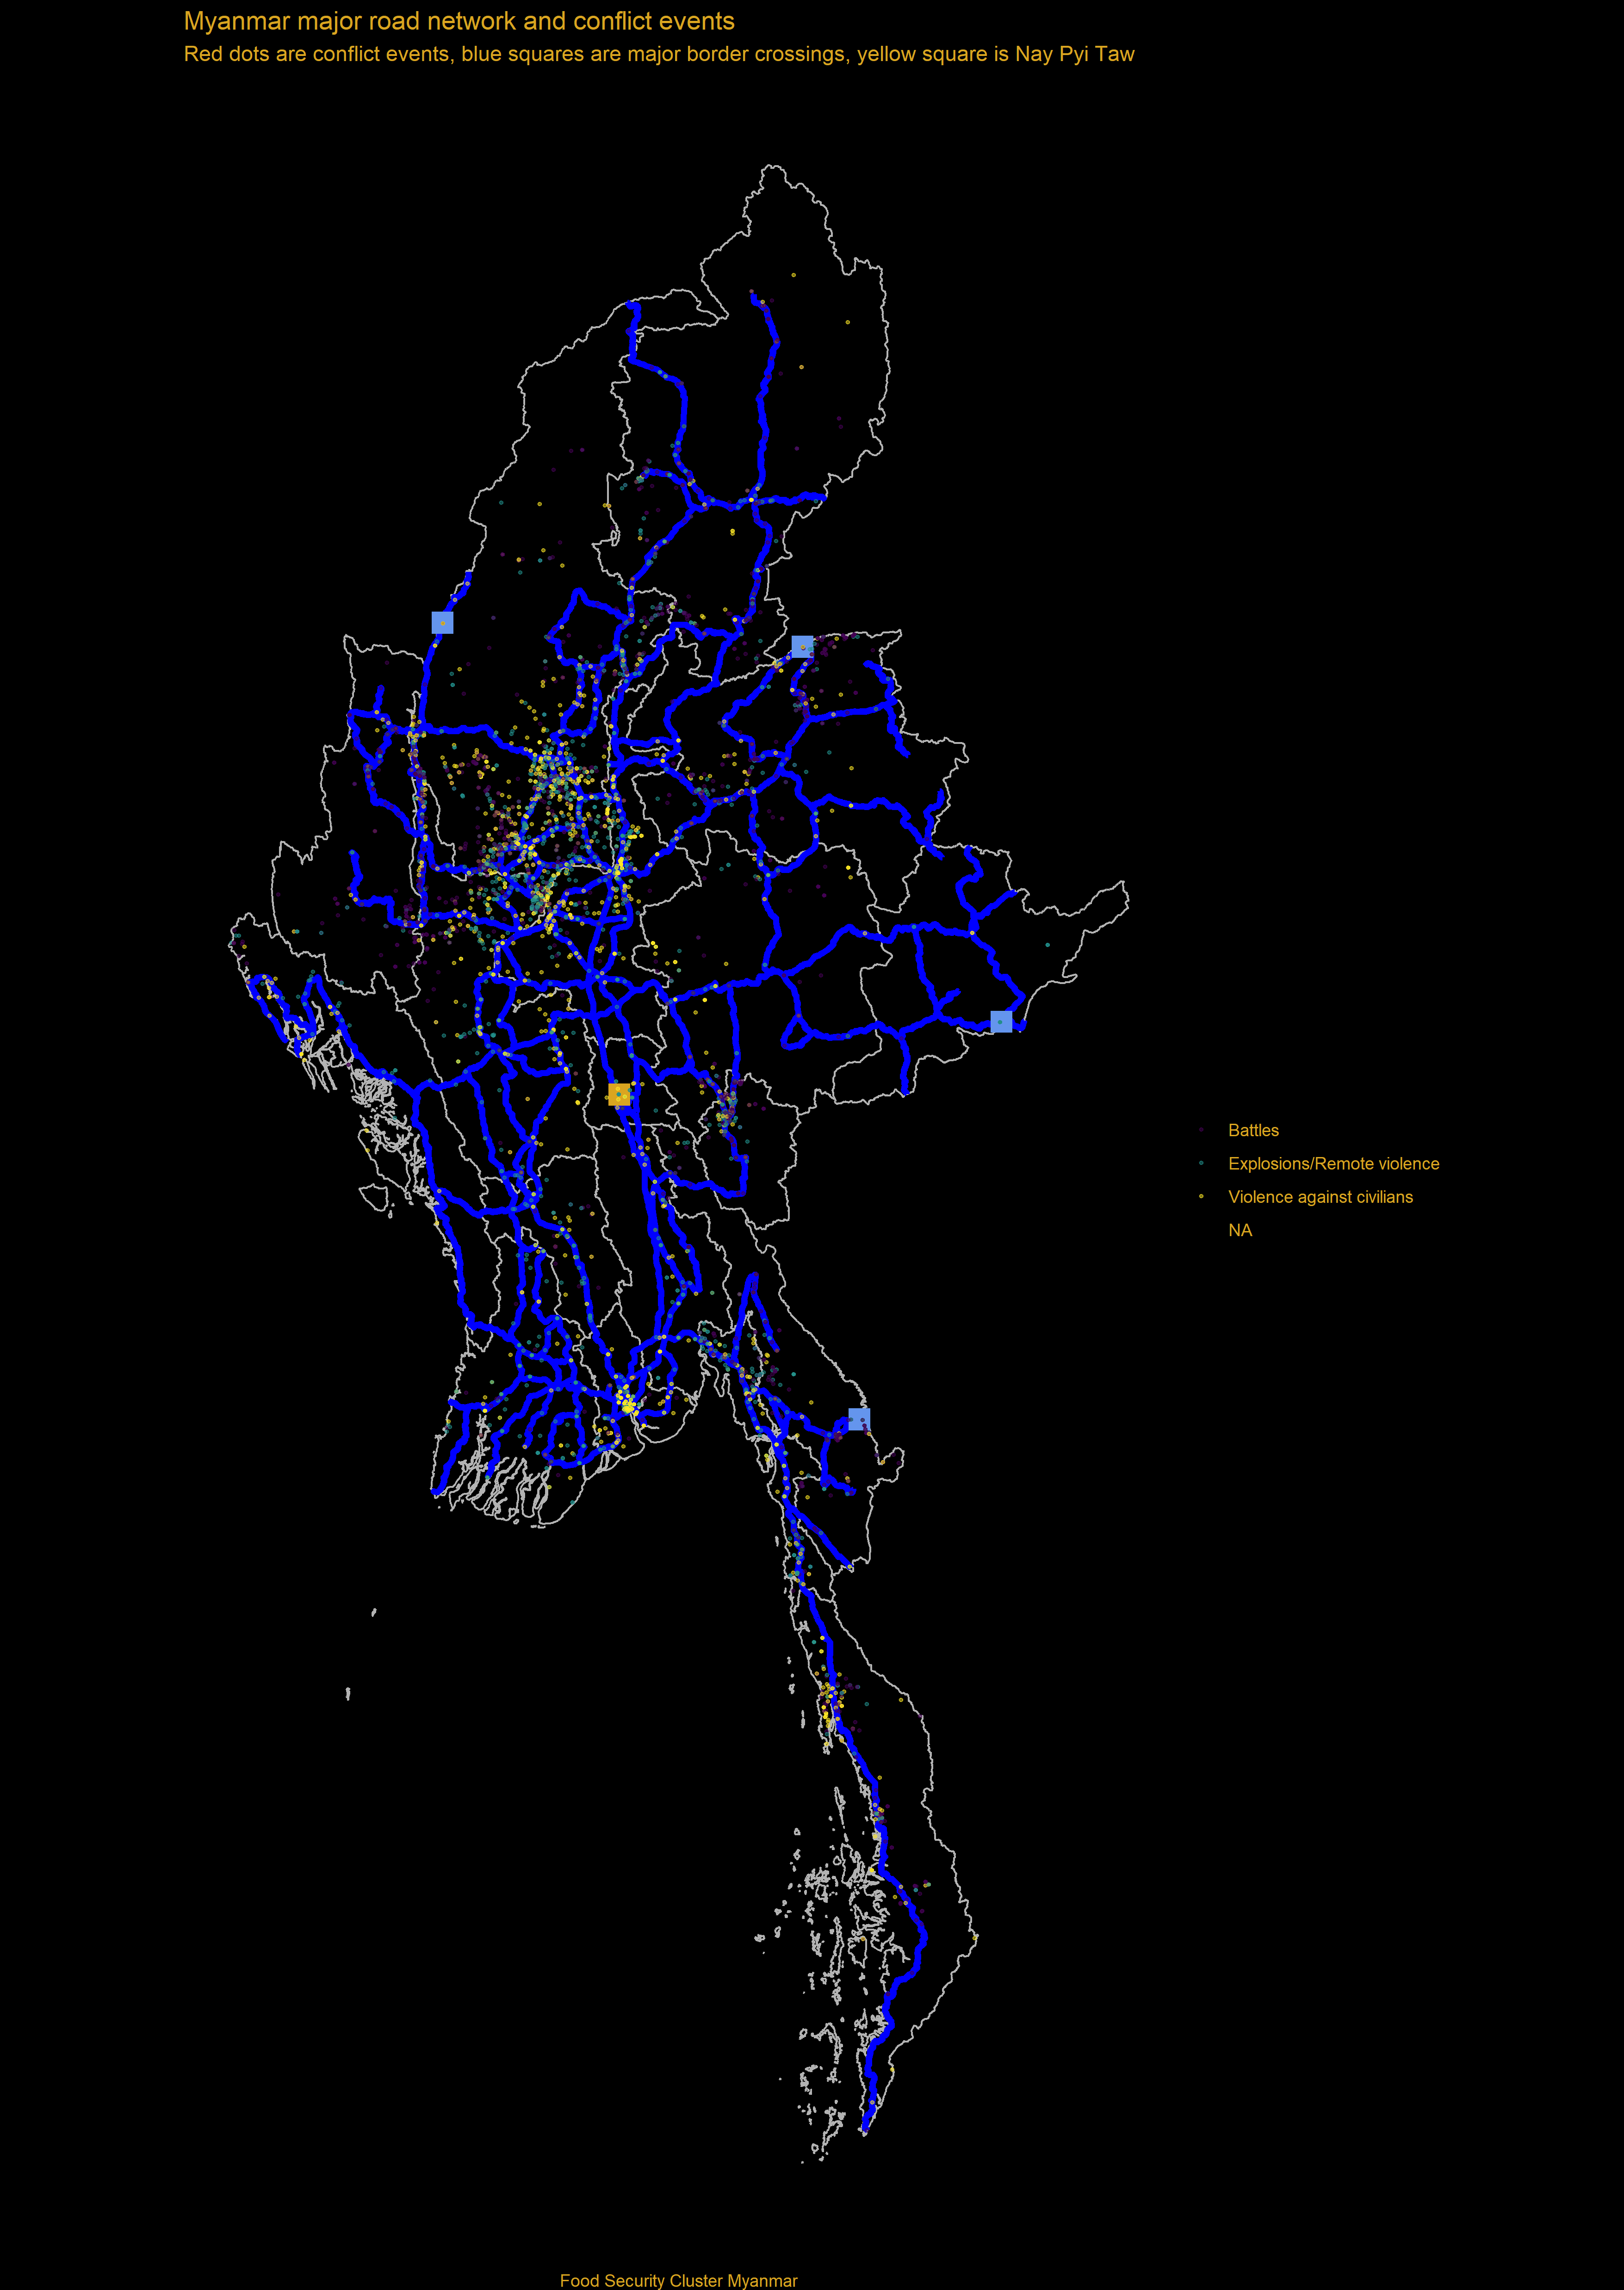 Myanmar major road network and conflict events
Red dots are conflict events, blue squares are major border crossings, yellow square is Nay Pyi Taw
Battles
Explosions/Remote violence
Violence against civilians
NA
Food Security Cluster Myanmar